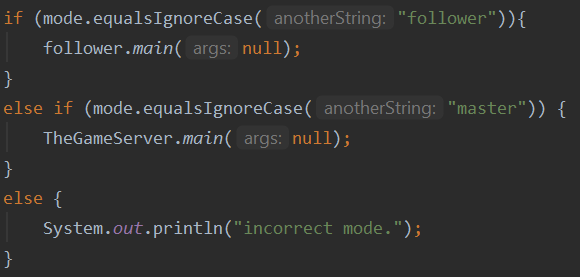 if (mode.equalsIgnoreCase( anotherString: "follower")){
    follower.main( args: null);
}
else if (mode.equalsIgnoreCase( anotherString: "master")) {
    TheGameServer.main( args: null);
}
else {
    System.out.println("incorrect mode.");
}